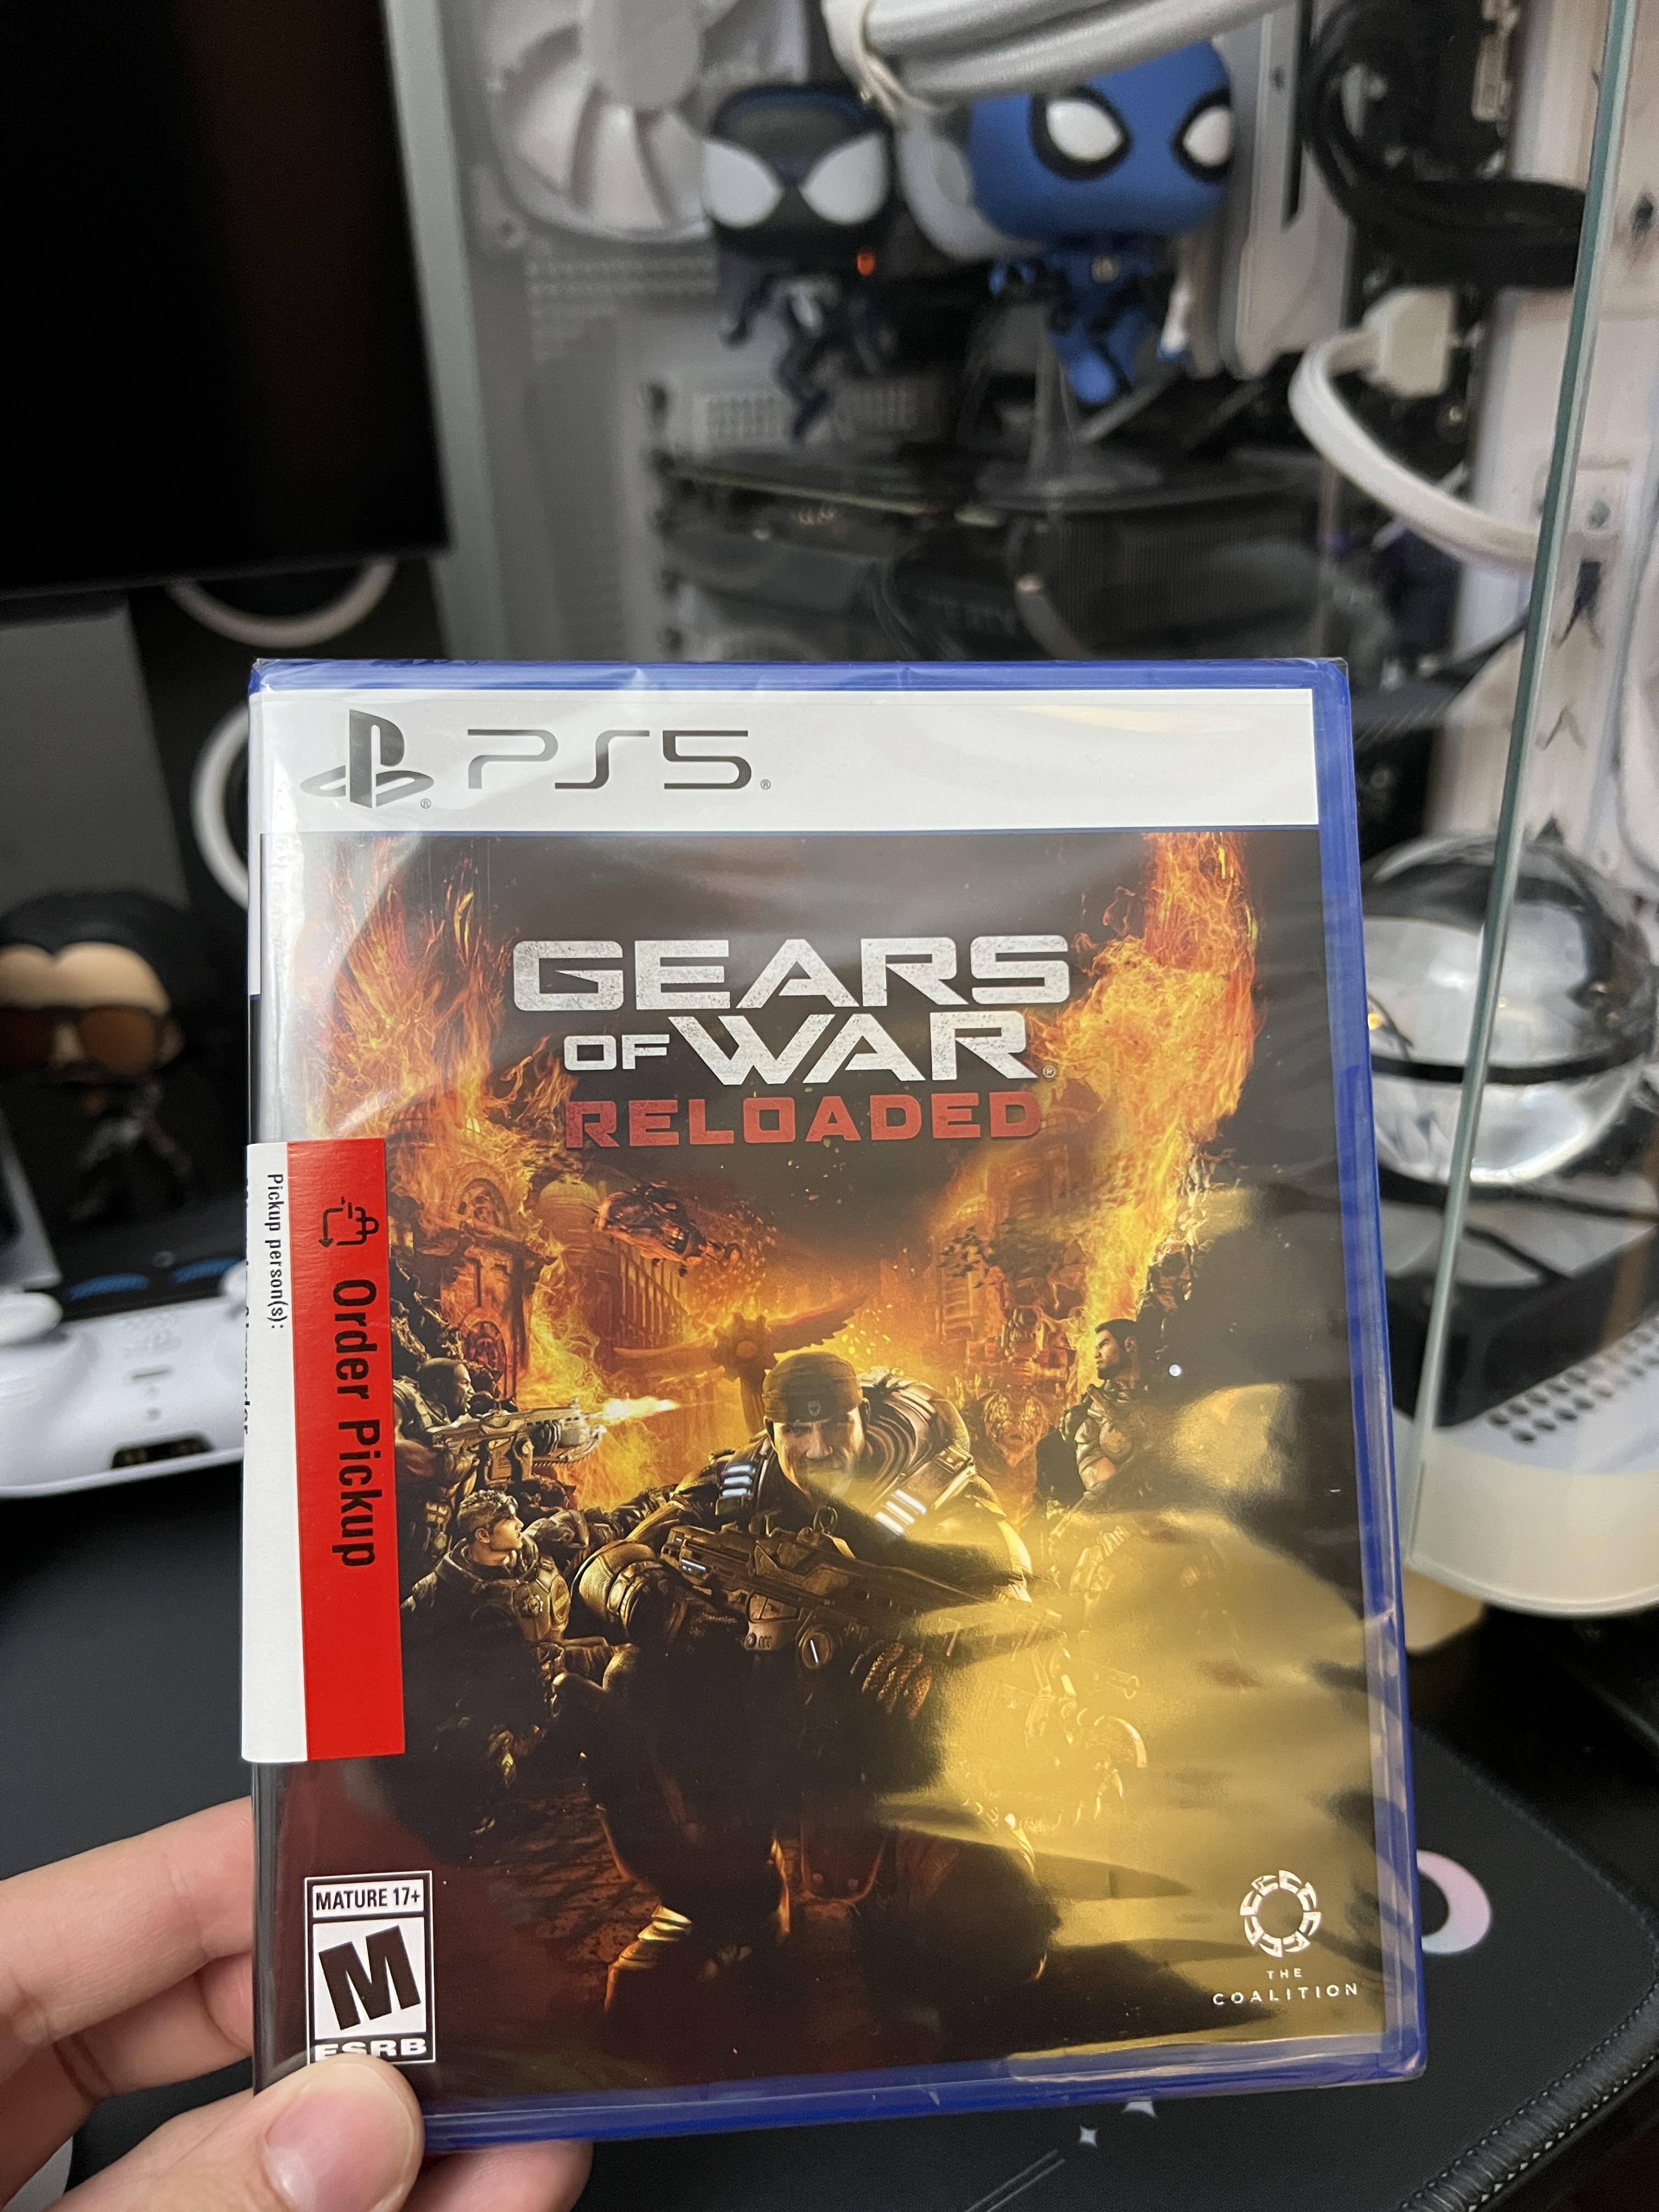 PS5®
GEARS
OF WAR®
RELOADED
Order Pickup
Pickup person(s):
MATURE 17+
M
ESRB
THE
COALITION